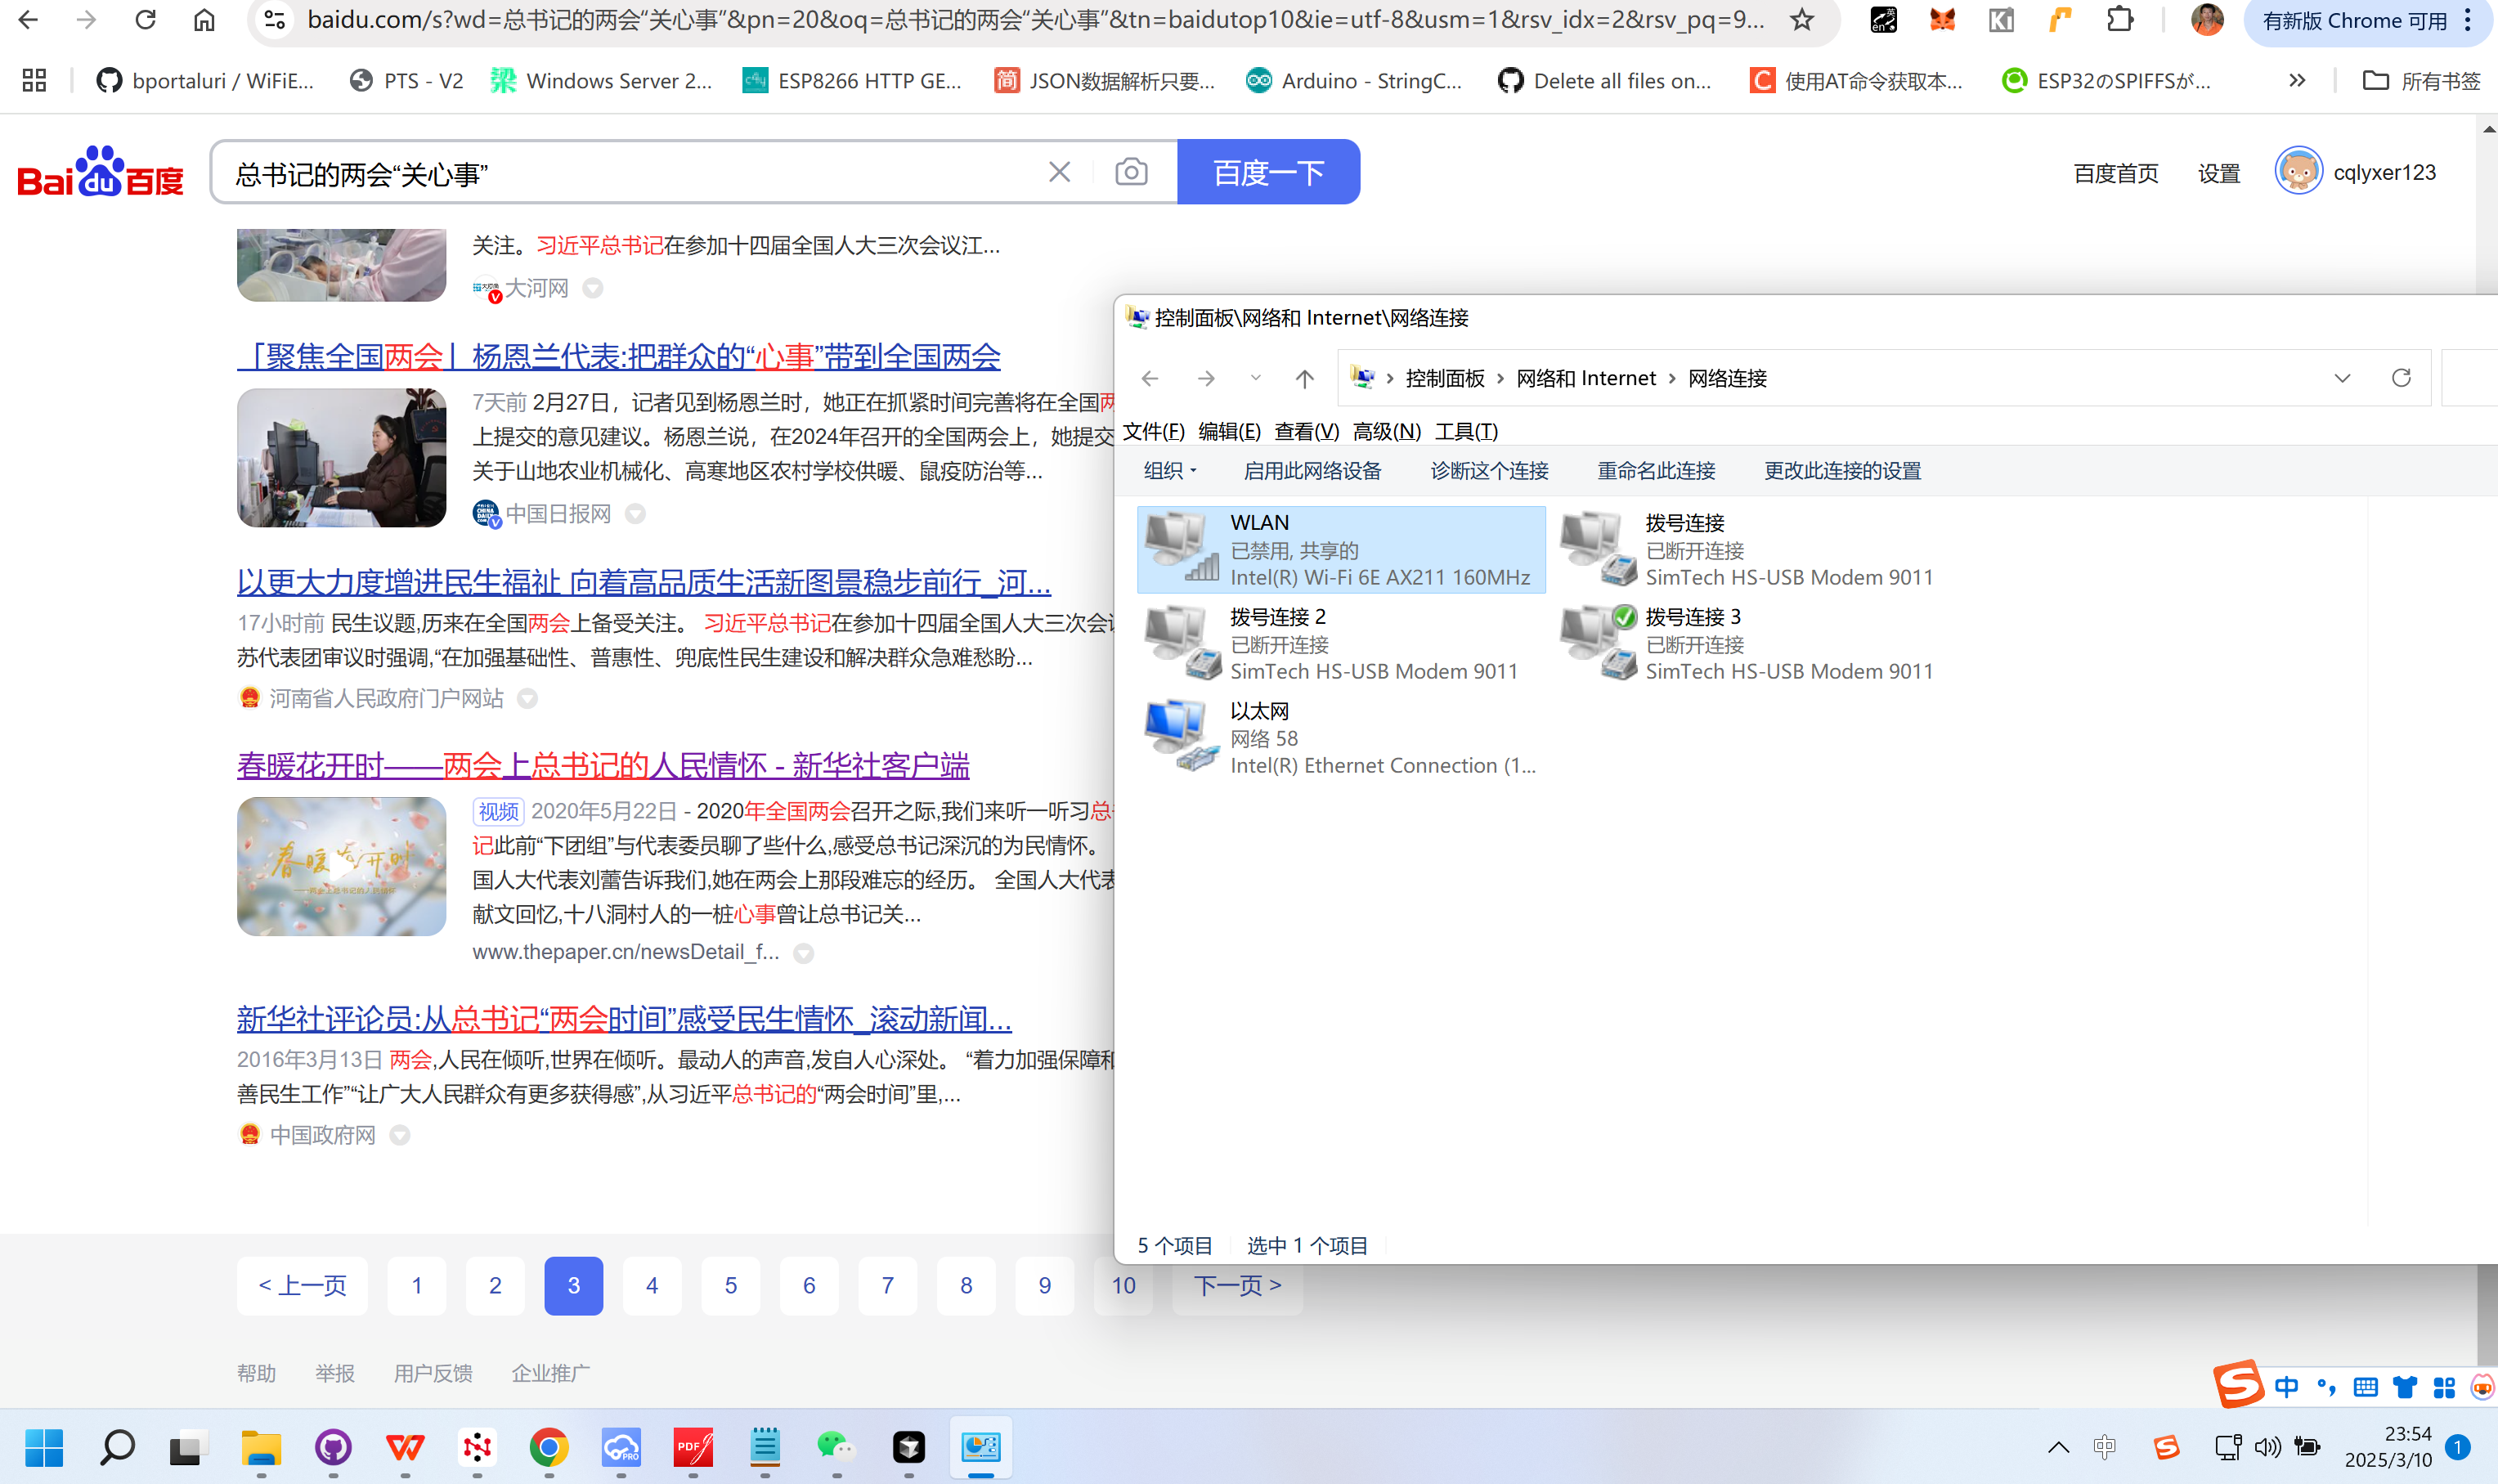 baidu.com/s?wd=总书记的两会“关心事”&pn=20&oq=总书记的两会“关心事”&tn=baidutop10&ie=utf-8&usm=1&rsv_idx=2&rsv_pq=9...
有新版 Chrome 可用
bportaluri / WiFiE...
PTS - V2
Windows Server 2...
ESP8266 HTTP GE...
JSON数据解析只要...
Arduino - StringC...
Delete all files on...
使用AT命令获取本...
ESP32のSPIFFSが...
所有书签
Bai du 百度
总书记的两会“关心事”
百度一下
百度首页
设置
cqlyxer123
关注。习近平总书记在参加十四届全国人大三次会议江...
大河网
「聚焦全国两会丨杨恩兰代表:把群众的“心事”带到全国两会
7天前 2月27日，记者见到杨恩兰时，她正在抓紧时间完善将在全国两
上提交的意见建议。杨恩兰说，在2024年召开的全国两会上，她提交
关于山地农业机械化、高寒地区农村学校供暖、鼠疫防治等...
中国日报网
以更大力度增进民生福祉 向着高品质生活新图景稳步前行_河...
17小时前 民生议题,历来在全国两会上备受关注。 习近平总书记在参加十四届全国人大三次会
苏代表团审议时强调,“在加强基础性、普惠性、兜底性民生建设和解决群众急难愁盼...
河南省人民政府门户网站
春暖花开时——两会上总书记的人民情怀 - 新华社客户端
春暖花开时
视频 2020年5月22日 - 2020年全国两会召开之际,我们来听一听习总
记此前“下团组”与代表委员聊了些什么,感受总书记深沉的为民情怀。
国人大代表刘蕾告诉我们,她在两会上那段难忘的经历。 全国人大代表
献文回忆,十八洞村人的一桩心事曾让总书记关...
www.thepaper.cn/newsDetail_f...
新华社评论员:从总书记“两会时间”感受民生情怀_滚动新闻...
2016年3月13日 两会,人民在倾听,世界在倾听。最动人的声音,发自人心深处。 “着力加强保障和
善民生工作”“让广大人民群众有更多获得感”,从习近平总书记的“两会时间”里,...
中国政府网
< 上一页 1 2 3 4 5 6 7 8 9 10 下一页 >
帮助 举报 用户反馈 企业推广
控制面板\网络和 Internet\网络连接
控制面板 › 网络和 Internet › 网络连接
文件(F) 编辑(E) 查看(V) 高级(N) 工具(T)
组织 启用此网络设备 诊断这个连接 重命名此连接 更改此连接的设置
WLAN
已禁用, 共享的
Intel(R) Wi-Fi 6E AX211 160MHz
拨号连接
已断开连接
SimTech HS-USB Modem 9011
拨号连接 2
已断开连接
SimTech HS-USB Modem 9011
拨号连接 3
已断开连接
SimTech HS-USB Modem 9011
以太网
网络 58
Intel(R) Ethernet Connection (1...
5 个项目 选中 1 个项目
中
中
23:54
2025/3/10
1